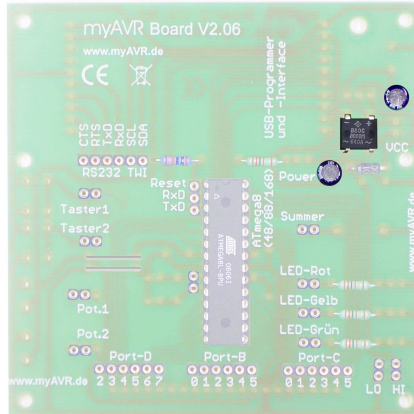 myAVR Board V2.06
www.myAVR.de
CE
USB-Programmer
und -Interface
CTS
RTS
TxD
RxD
SCL
SDA
RS232 TWI
VCC
Reset
RxD
TxD
Power
Taster1
Taster2
ATmega8
(48/88/168)
ATMEGA8L-8PU
Summer
LED-Rot
LED-Gelb
LED-Grün
Pot.1
Pot.2
Port-D
Port-B
Port-C
2 3 4 5 6 7
0 1 2 3 4 5
0 1 2 3 4 5
LO HI
www.myAVR.de
www.myAVR.de